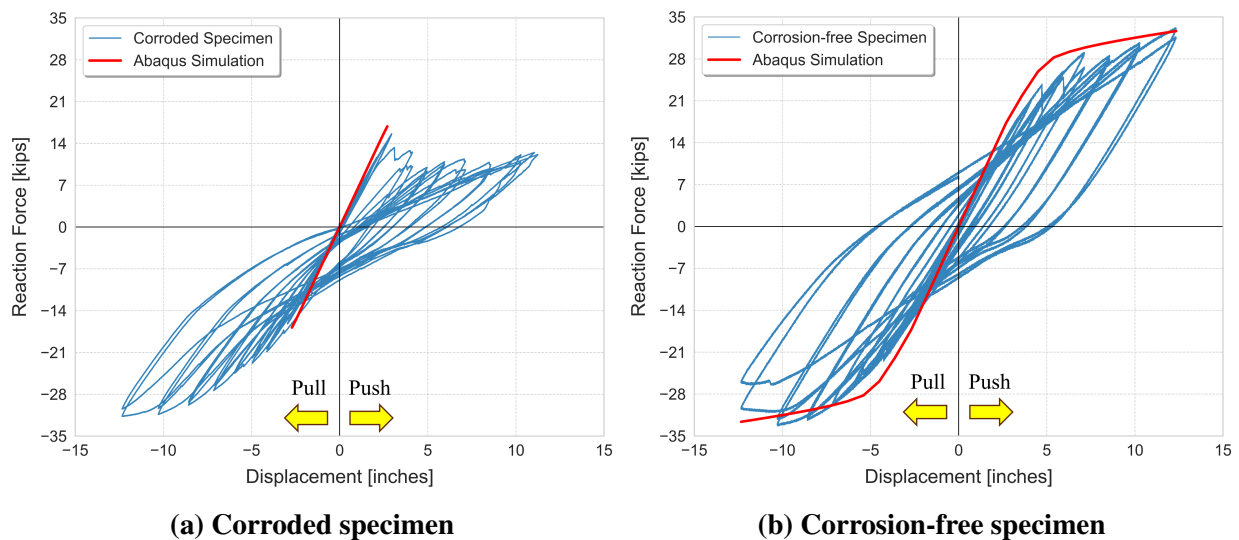 Corroded Specimen
Abaqus Simulation
35
28
21
14
7
0
−7
−14
−21
−28
−35
Reaction Force [kips]
Pull
Push
−15
−10
−5
0
5
10
15
Displacement [inches]
(a) Corroded specimen
Corrosion-free Specimen
Abaqus Simulation
35
28
21
14
7
0
−7
−14
−21
−28
−35
Reaction Force [kips]
Pull
Push
−15
−10
−5
0
5
10
15
Displacement [inches]
(b) Corrosion-free specimen